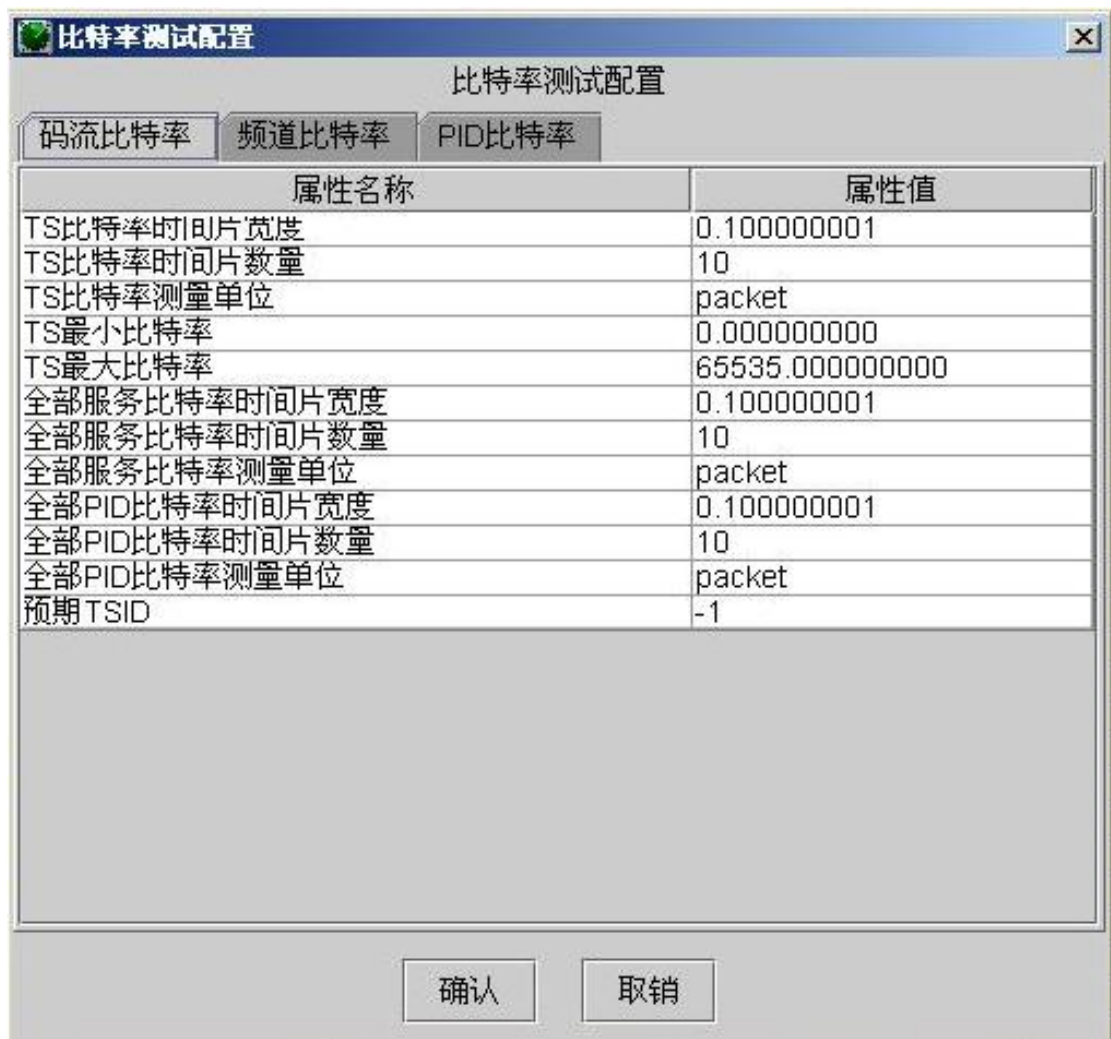 比特率测试配置
比特率测试配置
码流比特率 频道比特率 PID比特率
属性名称 属性值
TS比特率时间片宽度 0.100000001
TS比特率时间片数量 10
TS比特率测量单位 packet
TS最小比特率 0.000000000
TS最大比特率 65535.000000000
全部服务比特率时间片宽度 0.100000001
全部服务比特率时间片数量 10
全部服务比特率测量单位 packet
全部PID比特率时间片宽度 0.100000001
全部PID比特率时间片数量 10
全部PID比特率测量单位 packet
预期TSID -1
确认 取销